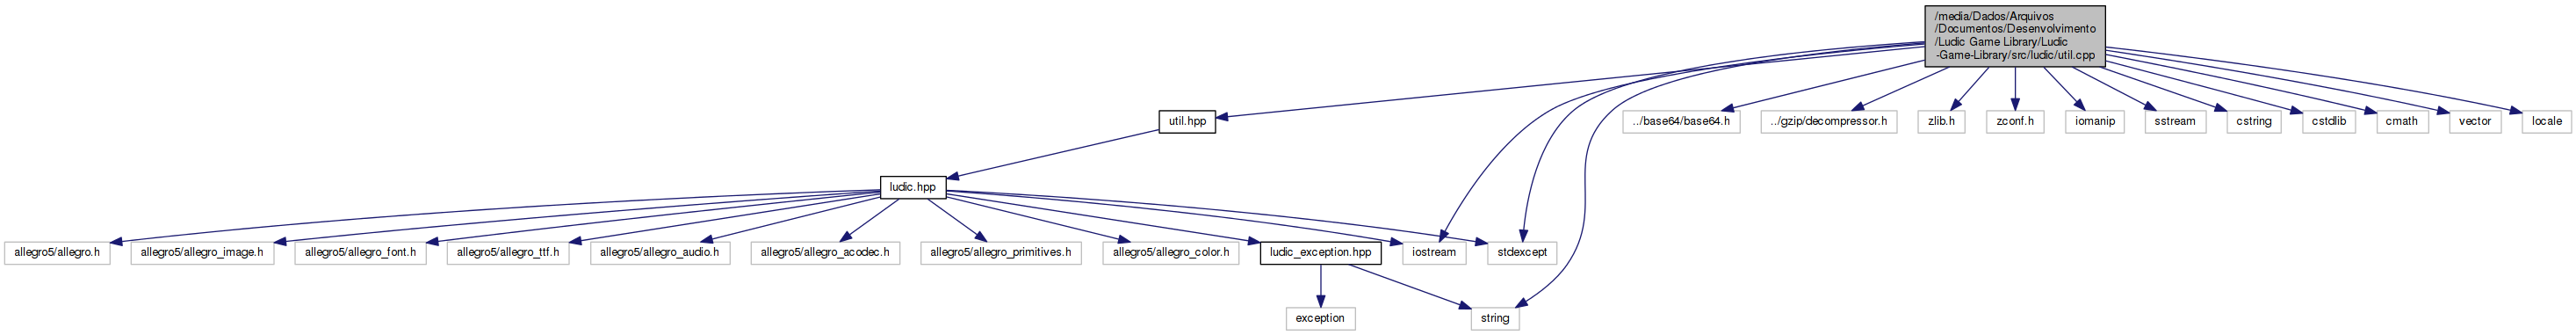 /media/Dados/Arquivos
/Documentos/Desenvolvimento
/Ludic Game Library/Ludic
-Game-Library/src/ludic/util.cpp
util.hpp
../base64/base64.h
../gzip/decompressor.h
zlib.h
zconf.h
iomanip
sstream
cstring
cstdlib
cmath
vector
locale
ludic.hpp
allegro5/allegro.h
allegro5/allegro_image.h
allegro5/allegro_font.h
allegro5/allegro_ttf.h
allegro5/allegro_audio.h
allegro5/allegro_acodec.h
allegro5/allegro_primitives.h
allegro5/allegro_color.h
ludic_exception.hpp
iostream
stdexcept
exception
string